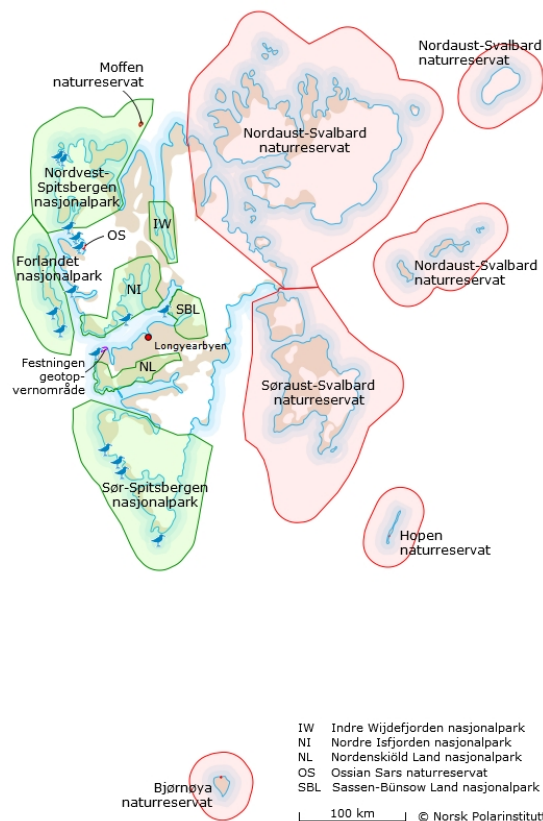 Moffen
naturreservat
Nordaust-Svalbard
naturreservat
Nordaust-Svalbard
naturreservat
Nordvest-
Spitsbergen
nasjonalpark
OS
IW
Forlandet
nasjonalpark
Nordaust-Svalbard
naturreservat
NI
SBL
Longyearbyen
Festningen
geotop-
vernområde
NL
Søraust-Svalbard
naturreservat
Sør-Spitsbergen
nasjonalpark
Hopen
naturreservat
IW Indre Wijdefjorden nasjonalpark
NI Nordre Isfjorden nasjonalpark
NL Nordenskiöld Land nasjonalpark
OS Ossian Sars naturreservat
SBL Sassen-Bünsow Land nasjonalpark
Bjørnøya
naturreservat
100 km © Norsk Polarinstitutt